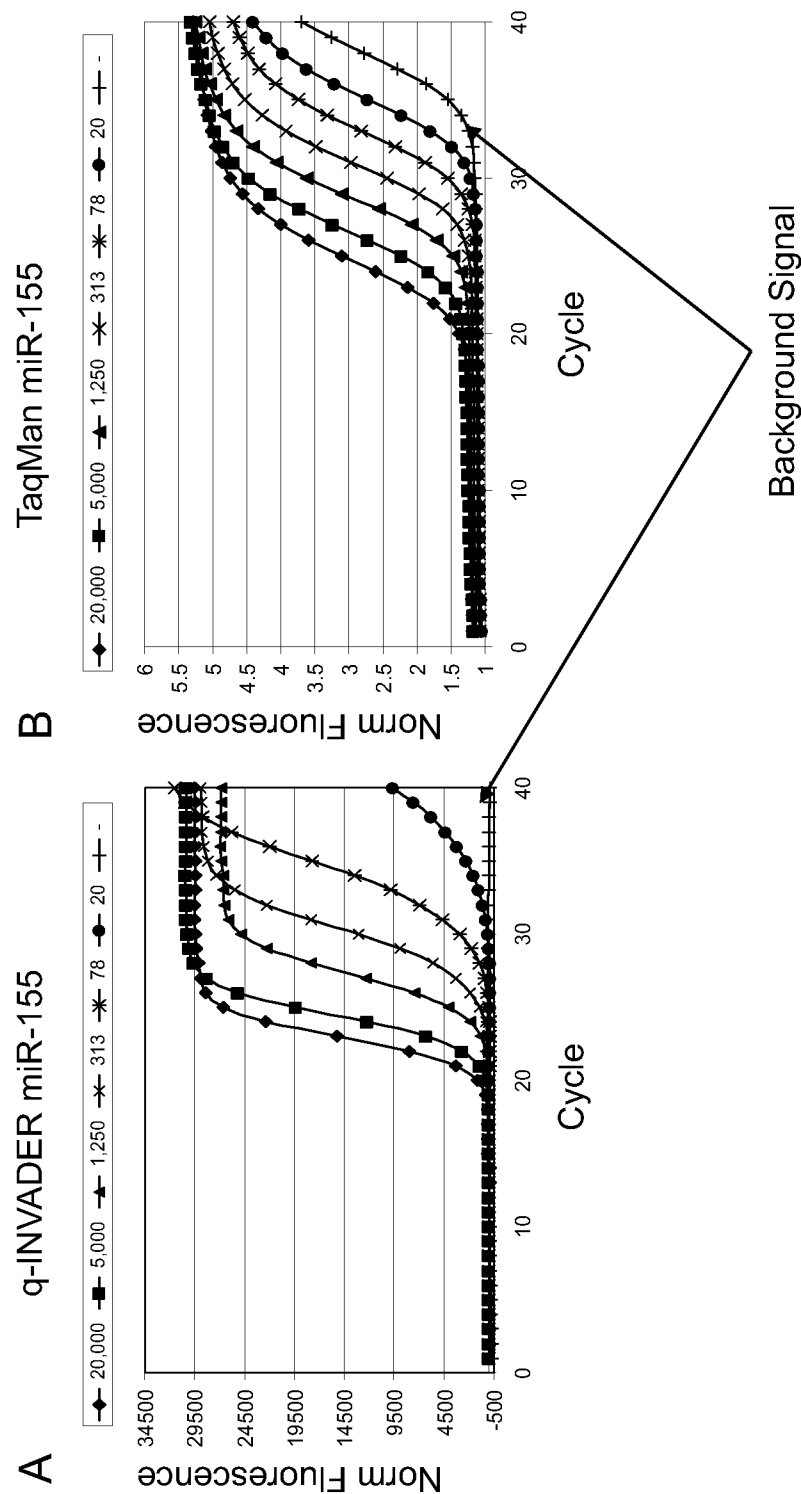 A
q-INVADER miR-155
20,000 5,000 1,250 313 78 20 -
34500
29500
24500
19500
14500
9500
4500
-500
Norm Fluorescence
0 10 20 30 40
Cycle
B
TaqMan miR-155
20,000 5,000 1,250 313 78 20 -
6
5.5
5
4.5
4
3.5
3
2.5
2
1.5
1
Norm Fluorescence
0 10 20 30 40
Cycle
Background Signal